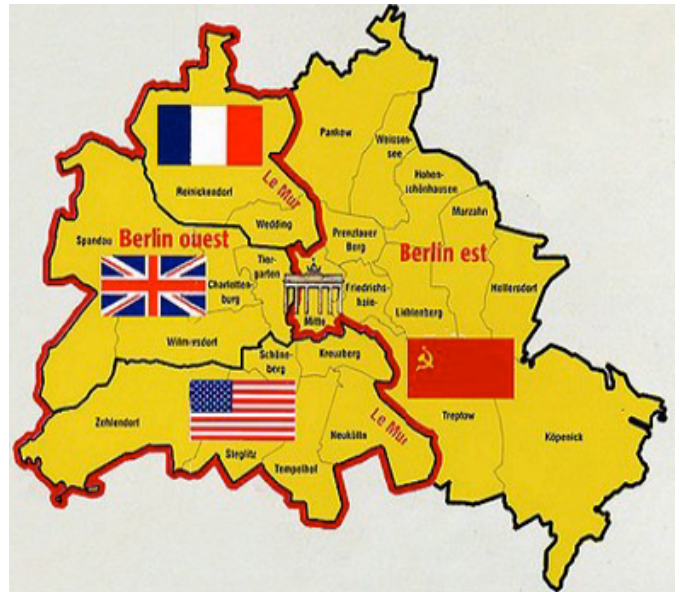 Pankow
Weissen-
see
Hohen-
schönhausen
Marzahn
Reinickendorf
Le Mur
Wedding
Prenzlauer
Berg
Spandau
Berlin ouest
Berlin est
Tier-
garten
Charlotten-
burg
Friedrichs-
hain
Hellersdorf
Mitte
Lichtenberg
Wilmersdorf
Schöne-
berg
Kreuzberg
Zehlendorf
Le Mur
Treptow
Neukölln
Köpenick
Steglitz
Tempelhof